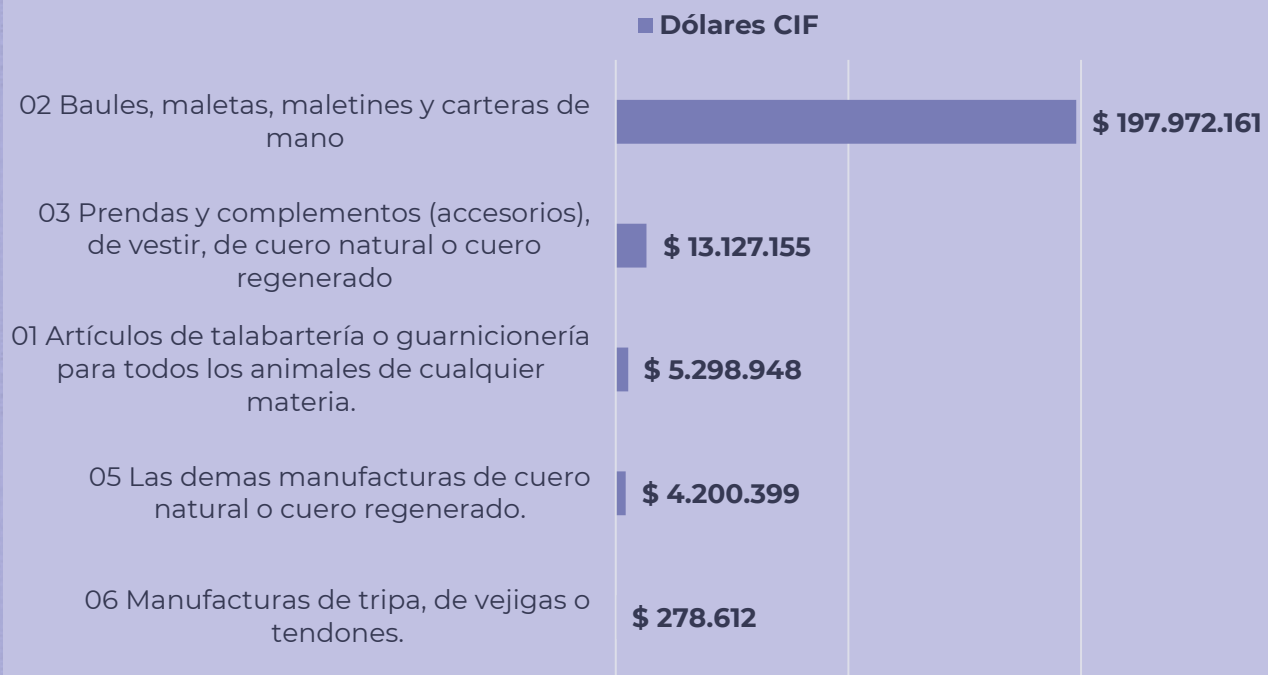 Dólares CIF
02 Baules, maletas, maletines y carteras de
mano
$ 197.972.161
03 Prendas y complementos (accesorios),
de vestir, de cuero natural o cuero
regenerado
$ 13.127.155
01 Artículos de talabartería o guarnicionería
para todos los animales de cualquier
materia.
$ 5.298.948
05 Las demas manufacturas de cuero
natural o cuero regenerado.
$ 4.200.399
06 Manufacturas de tripa, de vejigas o
tendones.
$ 278.612